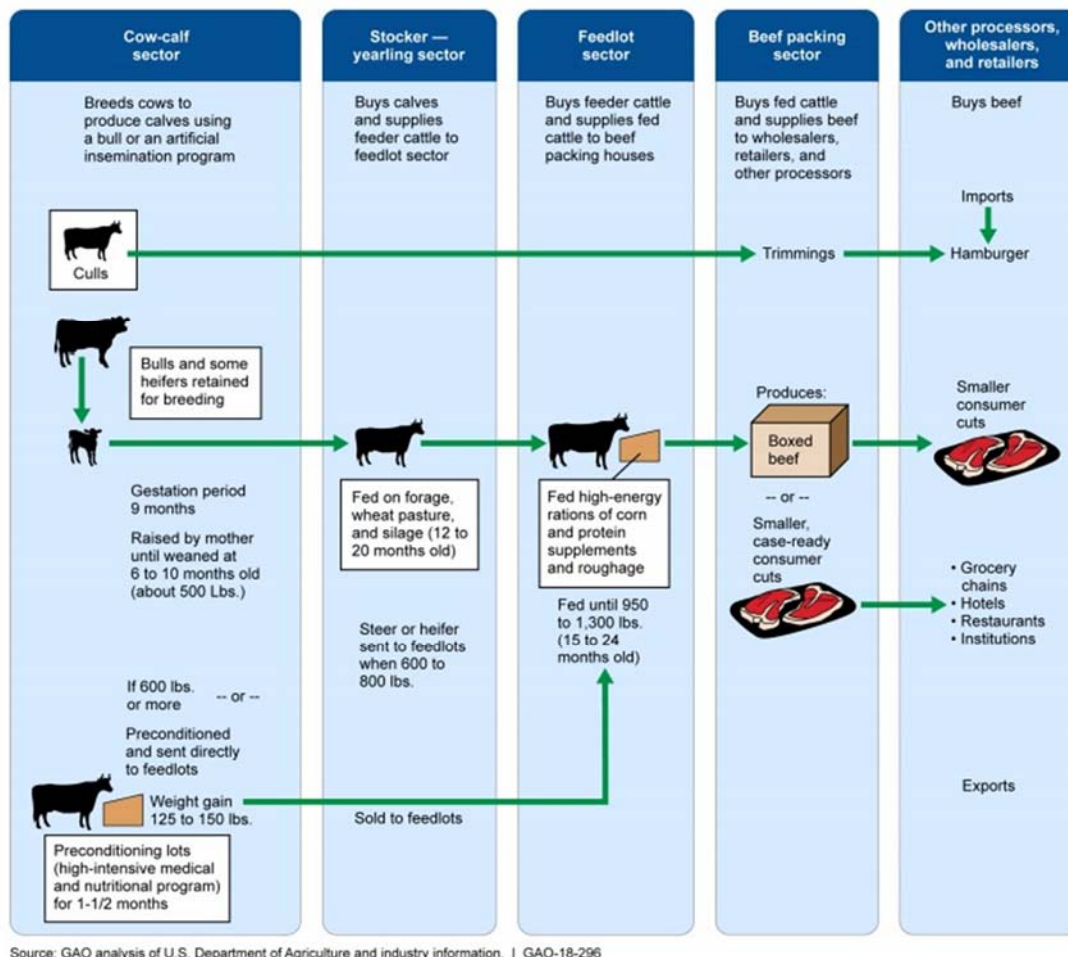 Cow-calf
sector
Breeds cows to
produce calves using
a bull or an artificial
insemination program
Culls
Bulls and some
heifers retained
for breeding
Gestation period
9 months
Raised by mother
until weaned at
6 to 10 months old
(about 500 Lbs.)
If 600 lbs.
or more
-- or --
Preconditioned
and sent directly
to feedlots
Weight gain
125 to 150 lbs.
Preconditioning lots
(high-intensive medical
and nutritional program)
for 1-1/2 months
Stocker —
yearling sector
Buys calves
and supplies
feeder cattle to
feedlot sector
Fed on forage,
wheat pasture,
and silage (12 to
20 months old)
Steer or heifer
sent to feedlots
when 600 to
800 lbs.
Sold to feedlots
Feedlot
sector
Buys feeder cattle
and supplies fed
cattle to beef
packing houses
Fed high-energy
rations of corn
and protein
supplements
and roughage
Fed until 950
to 1,300 lbs.
(15 to 24
months old)
Beef packing
sector
Buys fed cattle
and supplies beef
to wholesalers,
retailers, and
other processors
Trimmings
Produces:
Boxed
beef
-- or --
Smaller,
case-ready
consumer
cuts
Other processors,
wholesalers,
and retailers
Buys beef
Imports
Hamburger
Smaller
consumer
cuts
• Grocery
chains
• Hotels
• Restaurants
• Institutions
Exports
Source: GAO analysis of U.S. Department of Agriculture and industry information. | GAO-18-296